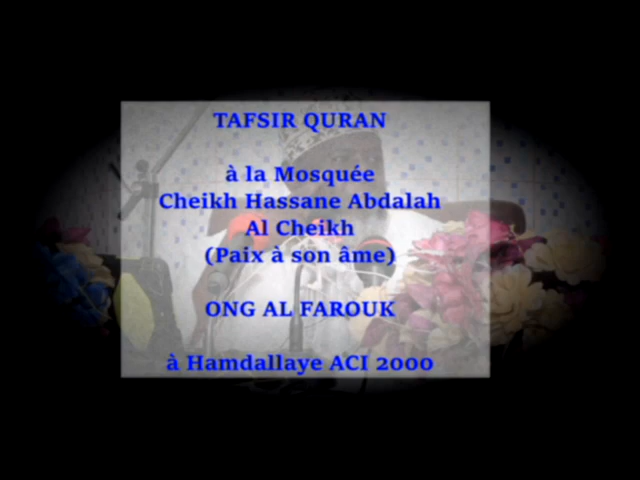 TAFSIR QURAN
à la Mosquée
Cheikh Hassane Abdalah
Al Cheikh
(Paix à son âme)
ONG AL FAROUK
à Hamdallaye ACI 2000